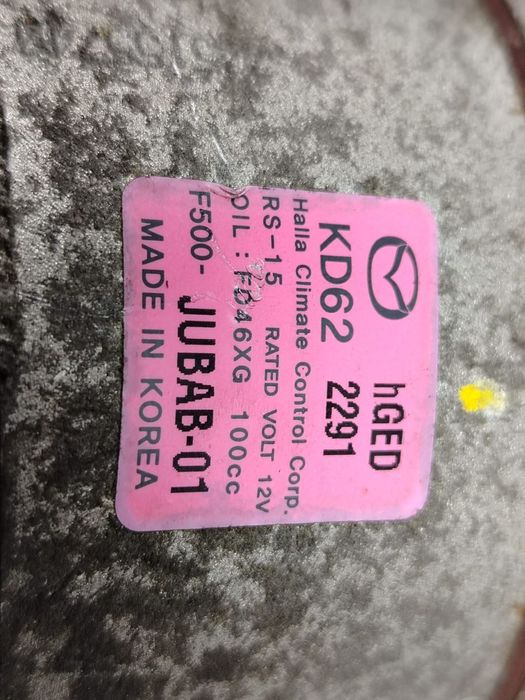 hGED
KD62 2291
Halla Climate Control Corp.
RS-15 RATED VOLT 12V
OIL : FD46XG 100cc
F500- JUBAB-01
MADE IN KOREA